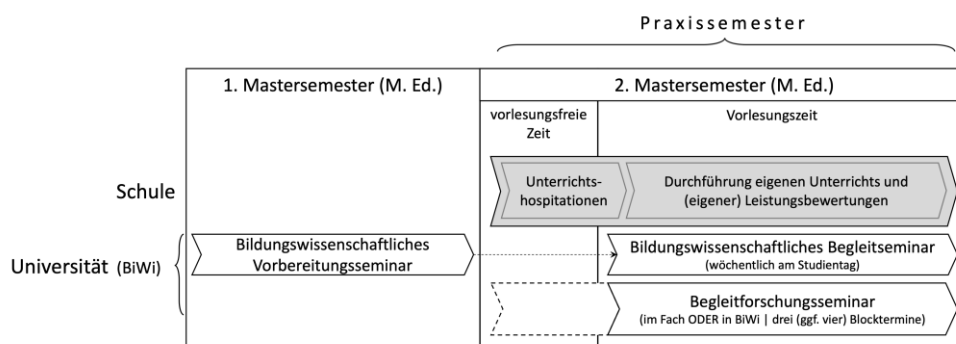 Praxissemester
1. Mastersemester (M. Ed.)
2. Mastersemester (M. Ed.)
vorlesungsfreie
Zeit
Vorlesungszeit
Schule
Unterrichts-
hospitationen
Durchführung eigenen Unterrichts und
(eigener) Leistungsbewertungen
Universität (BiWi)
Bildungswissenschaftliches
Vorbereitungsseminar
Bildungswissenschaftliches Begleitseminar
(wöchentlich am Studientag)
Begleitforschungsseminar
(im Fach ODER in BiWi | drei (ggf. vier) Blocktermine)